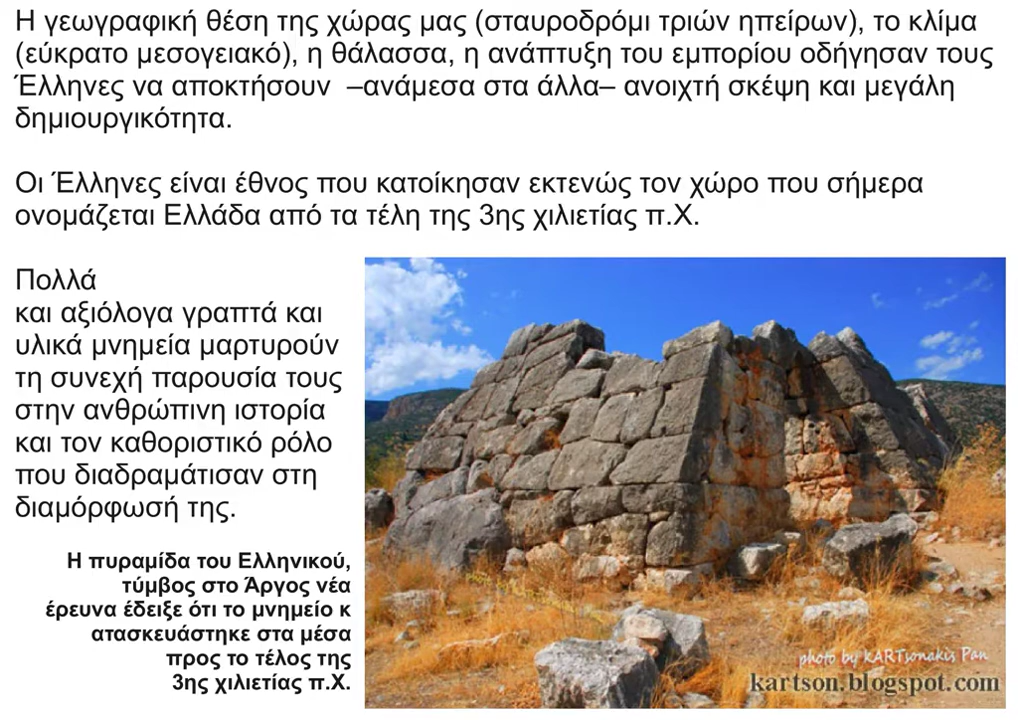 Η γεωγραφική θέση της χώρας μας (σταυροδρόμι τριών ηπείρων), το κλίμα
(εύκρατο μεσογειακό), η θάλασσα, η ανάπτυξη του εμπορίου οδήγησαν τους
Έλληνες να αποκτήσουν –ανάμεσα στα άλλα– ανοιχτή σκέψη και μεγάλη
δημιουργικότητα.
Οι Έλληνες είναι έθνος που κατοίκησαν εκτενώς τον χώρο που σήμερα
ονομάζεται Ελλάδα από τα τέλη της 3ης χιλιετίας π.Χ.
Πολλά
και αξιόλογα γραπτά και
υλικά μνημεία μαρτυρούν
τη συνεχή παρουσία τους
στην ανθρώπινη ιστορία
και τον καθοριστικό ρόλο
που διαδραμάτισαν στη
διαμόρφωσή της.
Η πυραμίδα του Ελληνικού,
τύμβος στο Άργος νέα
έρευνα έδειξε ότι το μνημείο κ
ατασκευάστηκε στα μέσα
προς το τέλος της
3ης χιλιετίας π.Χ.
photo by KARTsonakis Pan
kartson.blogspot.com